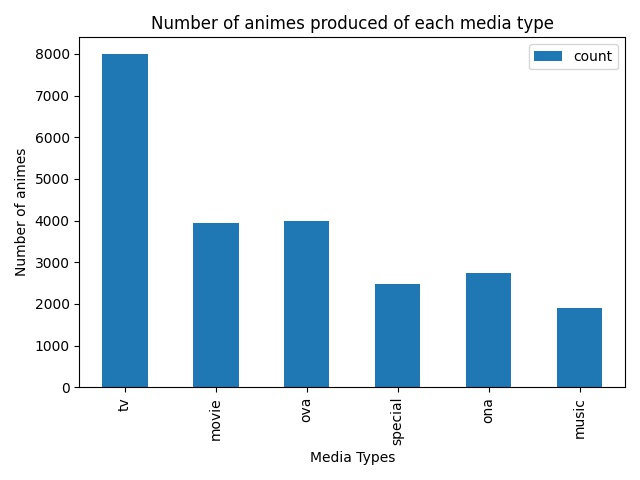 Number of animes produced of each media type
count
8000
7000
6000
5000
4000
3000
2000
1000
0
Number of animes
tv
movie
ova
special
ona
music
Media Types